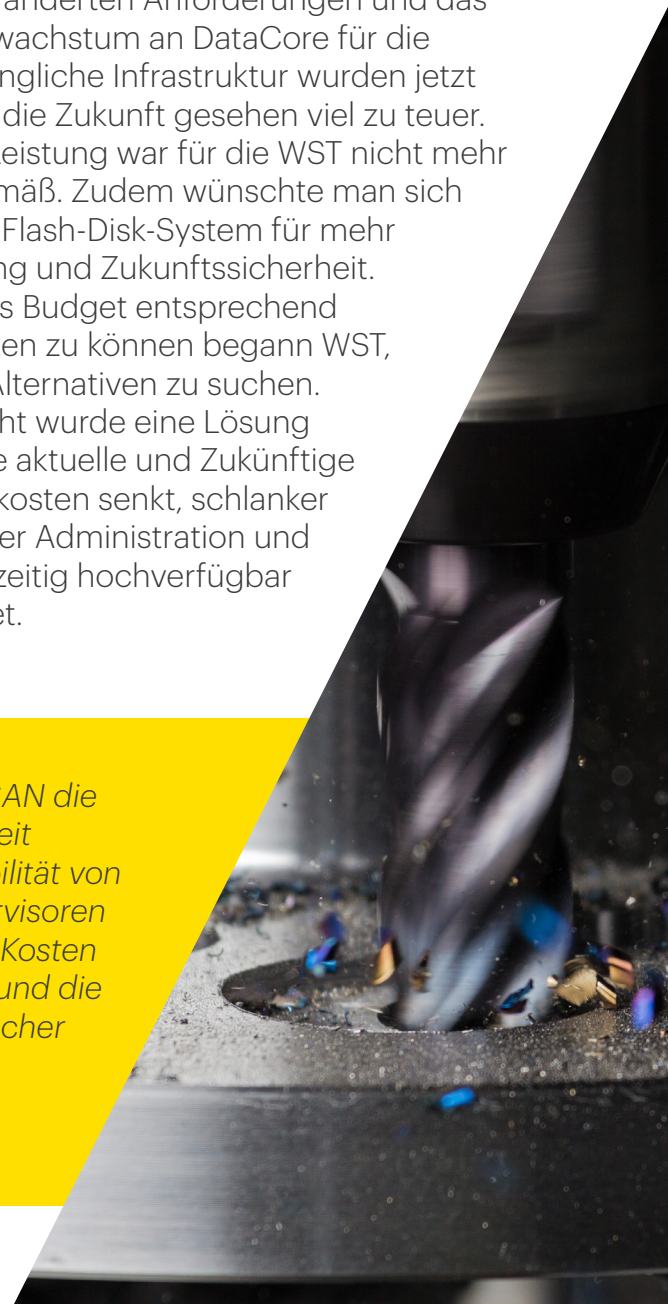 änderten Anforderungen und das
wachstum an DataCore für die
ngliche Infrastruktur wurden jetzt
die Zukunft gesehen viel zu teuer.
eistung war für die WST nicht mehr
mäß. Zudem wünschte man sich
Flash-Disk-System für mehr
ng und Zukunftssicherheit.
s Budget entsprechend
en zu können begann WST,
Alternativen zu suchen.
ht wurde eine Lösung
e aktuelle und Zukünftige
kosten senkt, schlanker
er Administration und
zeitig hochverfügbar
et.
SAN die
eit
ilität von
rvisoren
Kosten
und die
cher